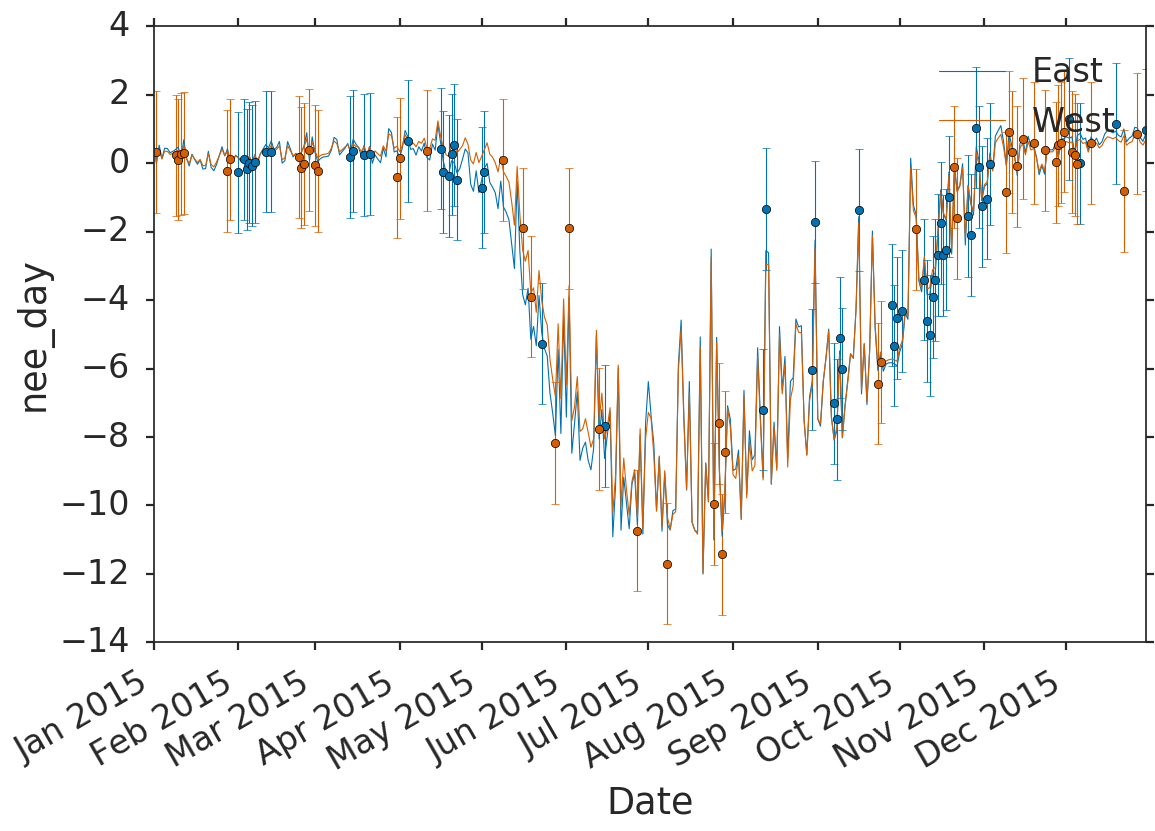 4
2
0
−2
−4
−6
−8
−10
−12
−14
nee_day
East
West
Jan 2015
Feb 2015
Mar 2015
Apr 2015
May 2015
Jun 2015
Jul 2015
Aug 2015
Sep 2015
Oct 2015
Nov 2015
Dec 2015
Date